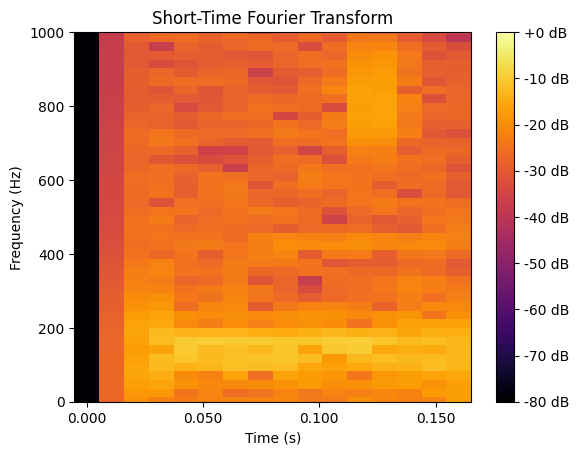 Short-Time Fourier Transform
1000
800
600
400
200
0
Frequency (Hz)
0.000
0.050
0.100
0.150
Time (s)
+0 dB
-10 dB
-20 dB
-30 dB
-40 dB
-50 dB
-60 dB
-70 dB
-80 dB